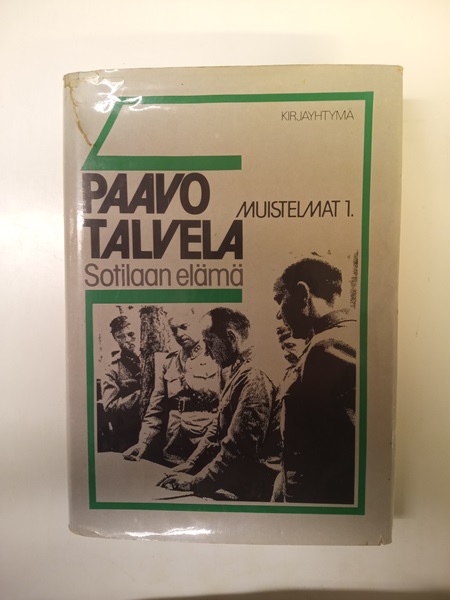 KIRJAYHTYMÄ
PAAVO
TALVELA
MUISTELMAT 1.
Sotilaan elämä